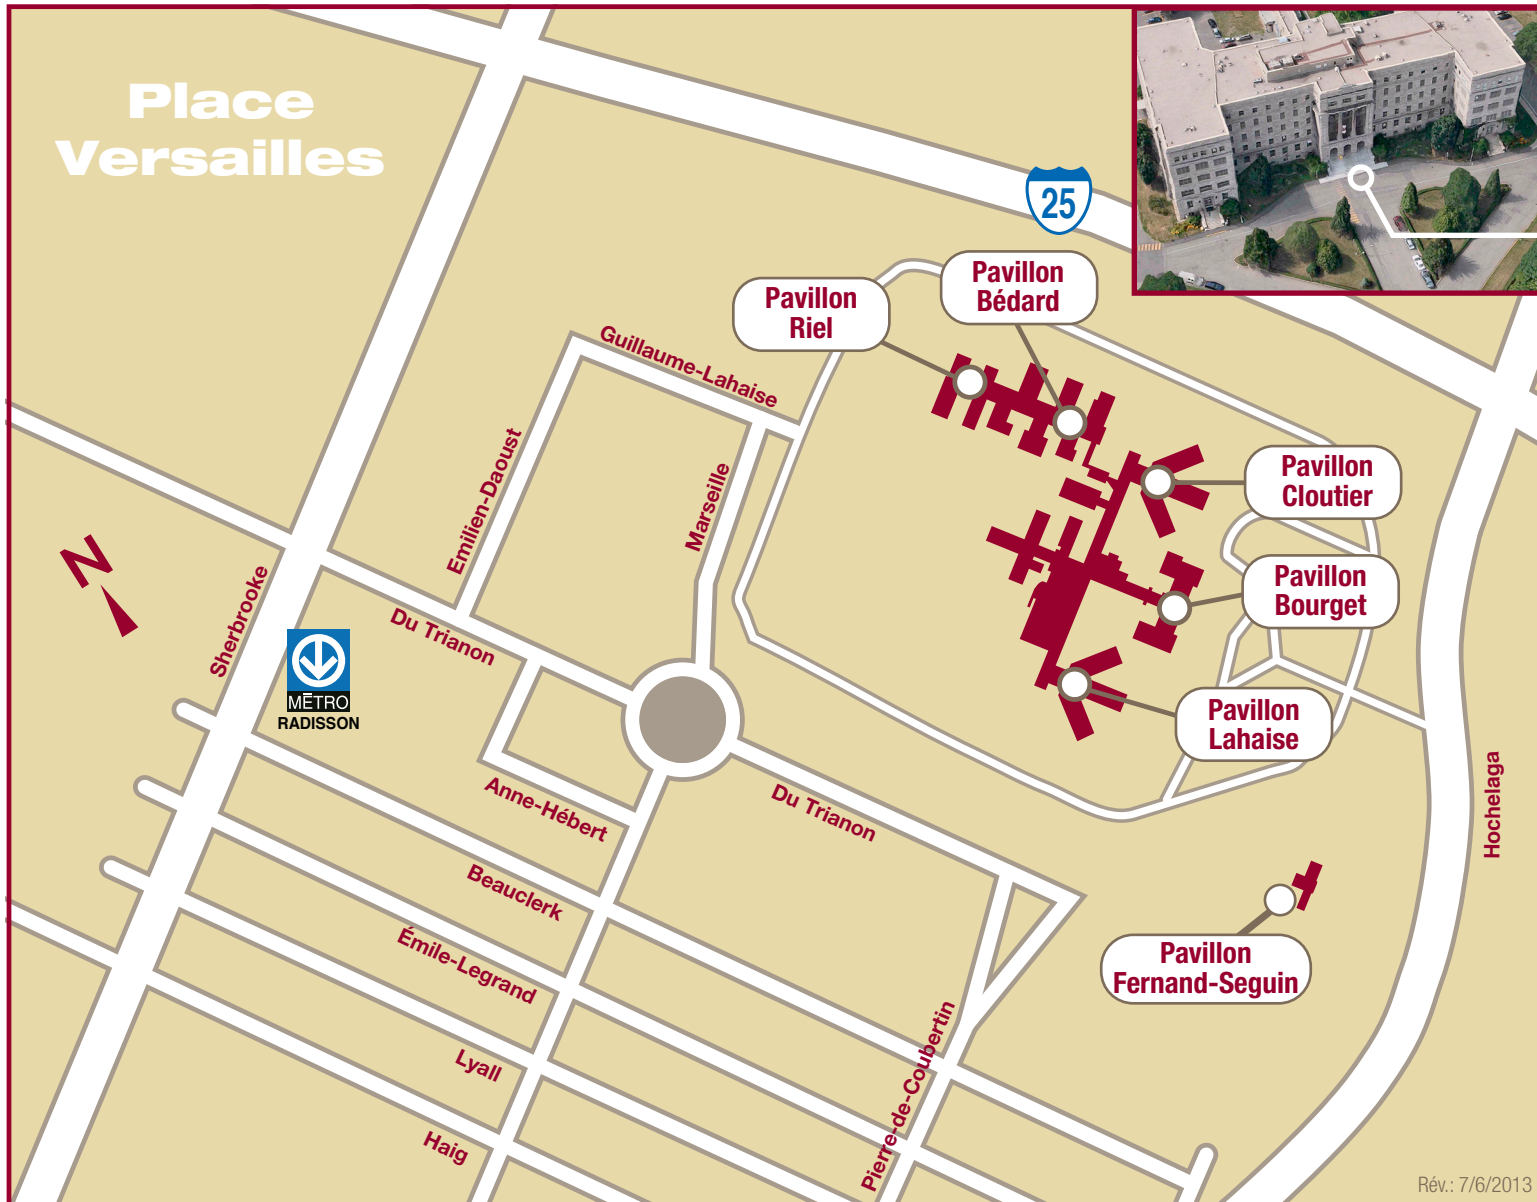 Place
Versailles
25
Pavillon
Bédard
Pavillon
Riel
Guillaume-Lahaise
Emilien-Daoust
Marseille
Pavillon
Cloutier
N
Sherbrooke
Du Trianon
Pavillon
Bourget
MĒTRO
RADISSON
Pavillon
Lahaise
Anne-Hébert
Du Trianon
Hochelaga
Beauclerk
Émile-Legrand
Pavillon
Fernand-Seguin
Lyall
Pierre-de-Coubertin
Haig
Rév.: 7/6/2013